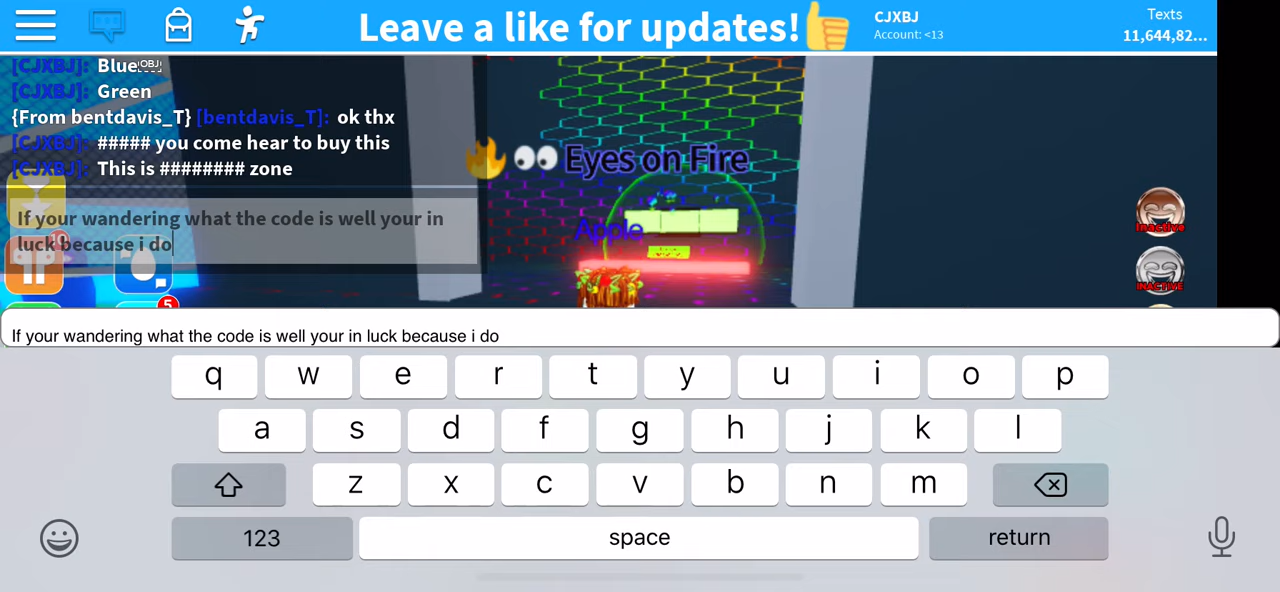 Leave a like for updates!
CJXBJ
Account: <13
Texts
11,644,82...
[CJXBJ]: Blue
[CJXBJ]: Green
{From bentdavis_T} [bentdavis_T]: ok thx
[CJXBJ]: ##### you come hear to buy this
[CJXBJ]: This is ######## zone
If your wandering what the code is well your in
luck because i do
Eyes on Fire
Apple
Inactive
INACTIVE
5
If your wandering what the code is well your in luck because i do
q w e r t y u i o p
a s d f g h j k l
z x c v b n m
123 space return